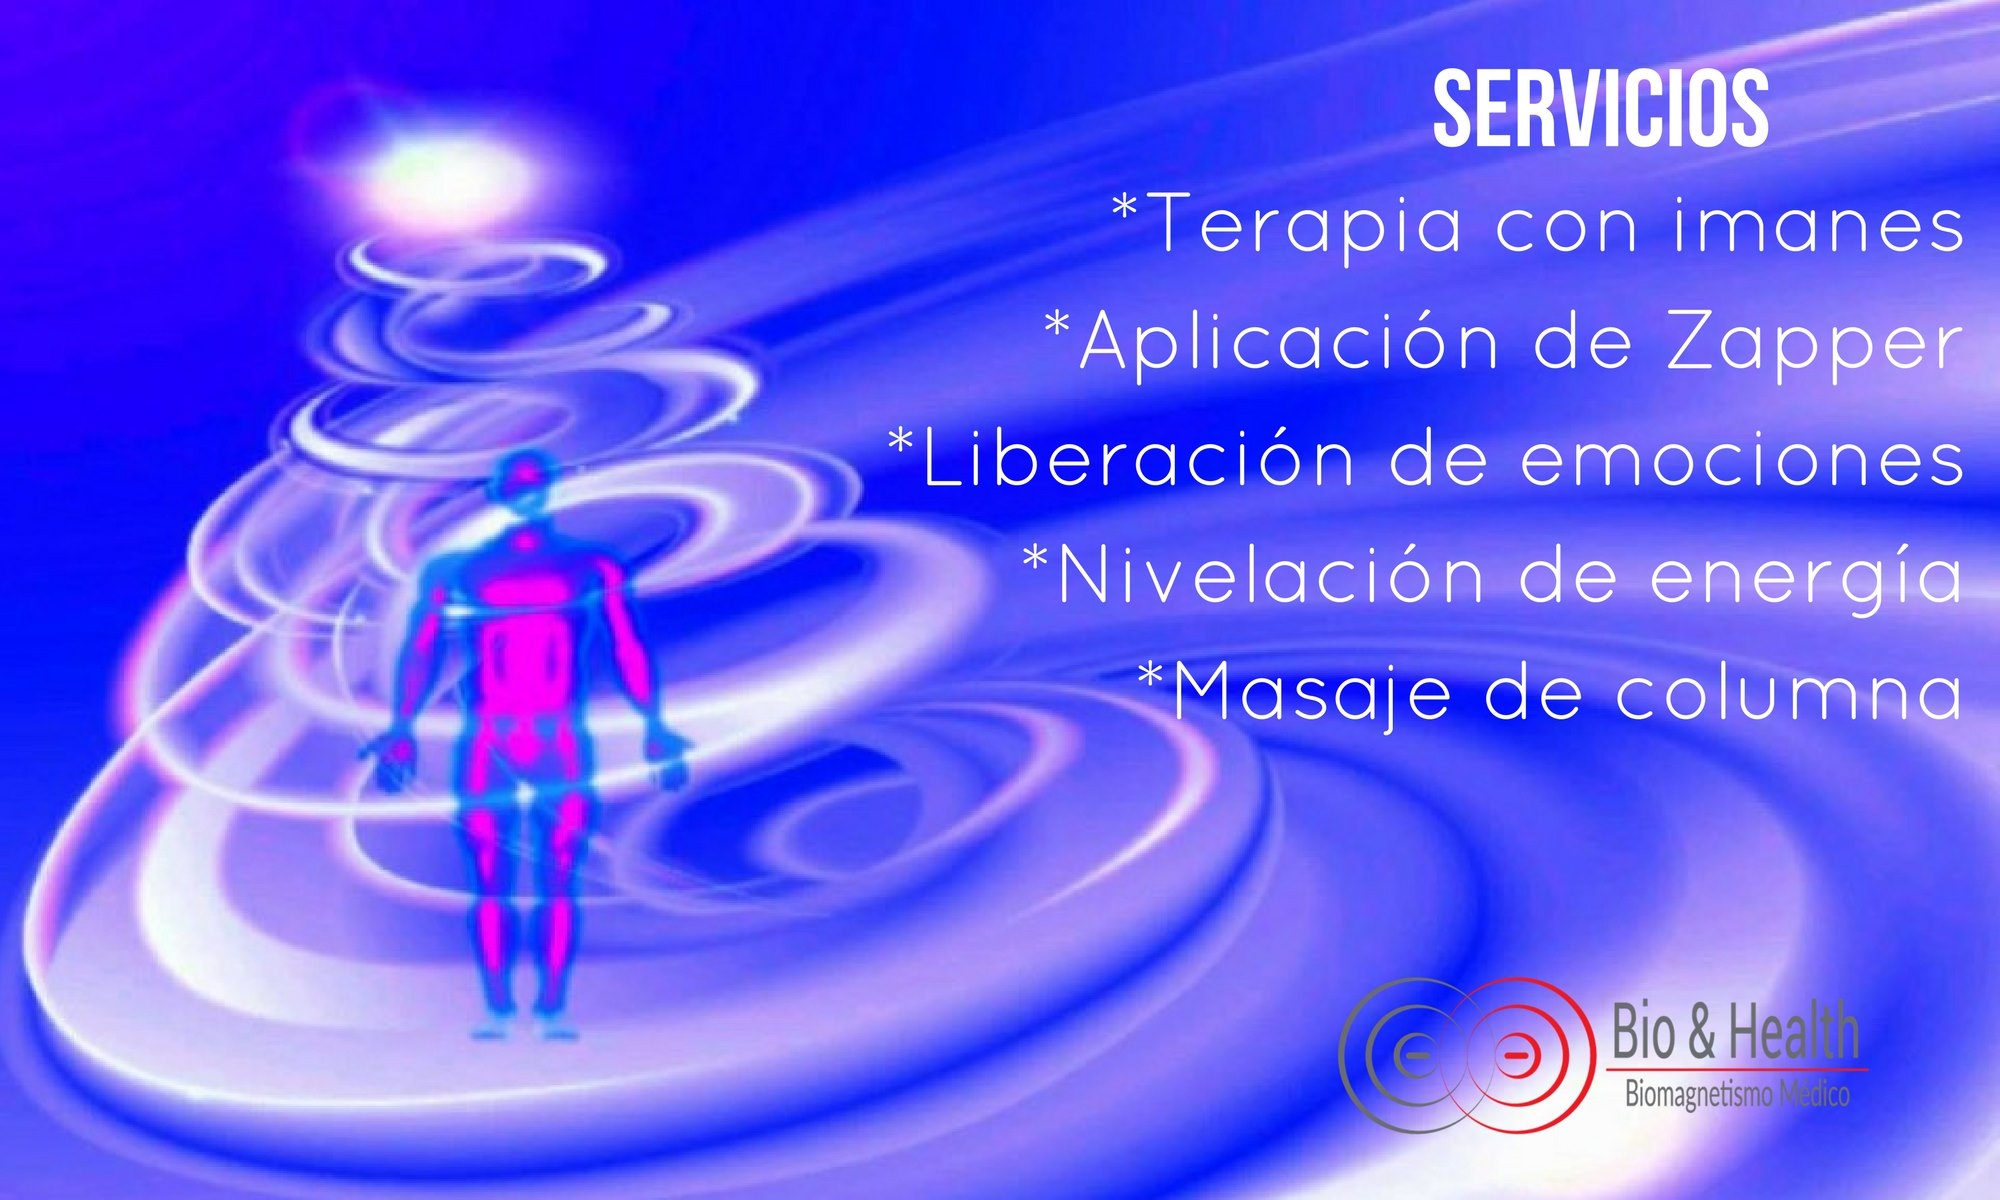 SERVICIOS
*Terapia con imanes
*Aplicación de Zapper
*Liberación de emociones
*Nivelación de energía
*Masaje de columna
Bio & Health
Biomagnetismo Médico